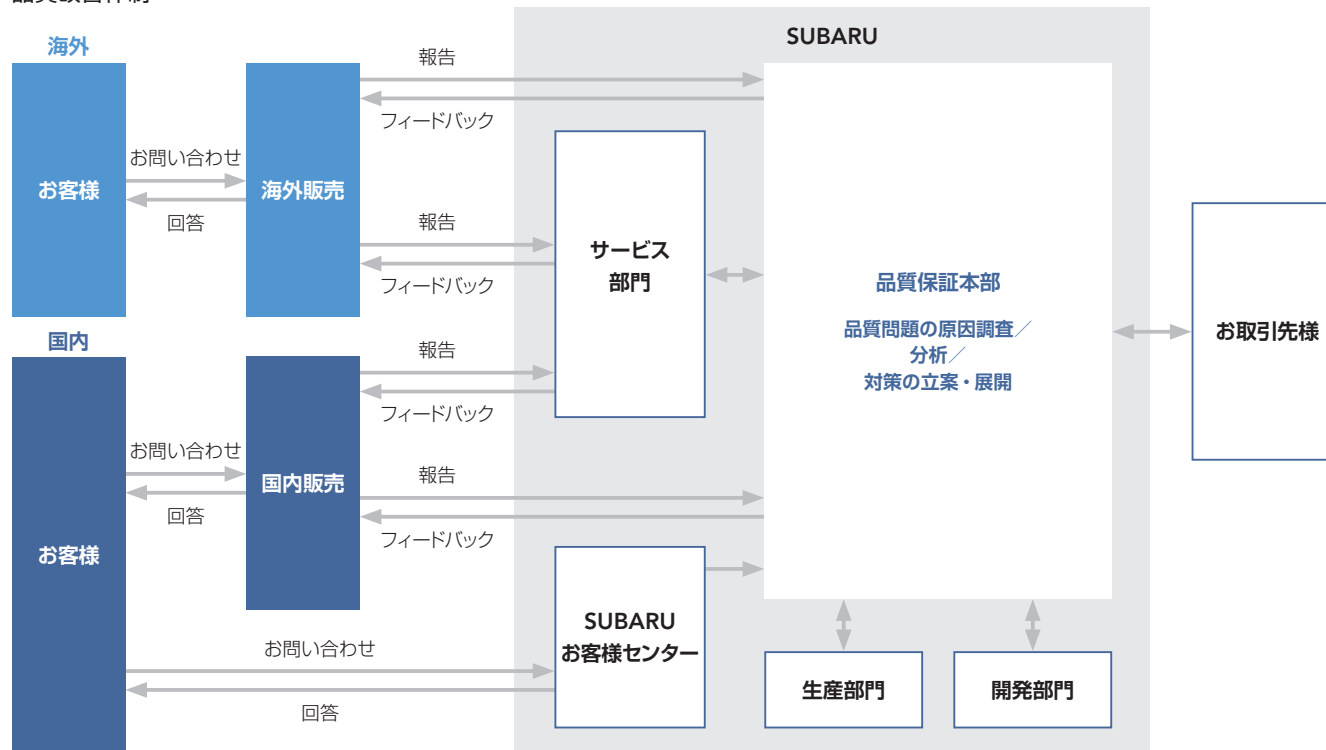 SUBARU
海外
お客様
お問い合わせ
回答
海外販売
報告
フィードバック
報告
フィードバック
サービス
部門
品質保証本部
品質問題の原因調査／
分析／
対策の立案・展開
お取引先様
国内
お客様
お問い合わせ
回答
国内販売
報告
フィードバック
報告
フィードバック
お問い合わせ
回答
SUBARU
お客様センター
生産部門
開発部門